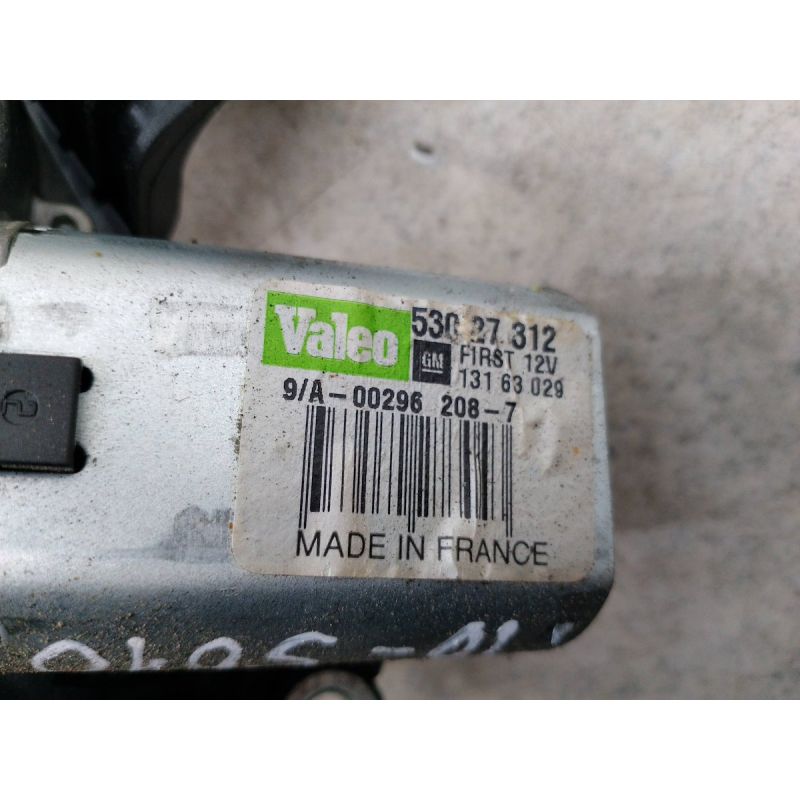 Valeo 530 27 312
GM FIRST 12V
131 63 029
9/A-00296 208-7
MADE IN FRANCE